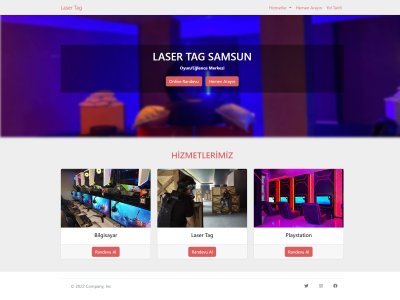 Laser Tag
Hizmetler Hemen Arayın Yol Tarifi
LASER TAG SAMSUN
Oyun/Eğlence Merkezi
Online Randevu Hemen Arayın
HİZMETLERİMİZ
Bilgisayar Laser Tag Playstation
Randevu Al Randevu Al Randevu Al
© 2022 Company, Inc